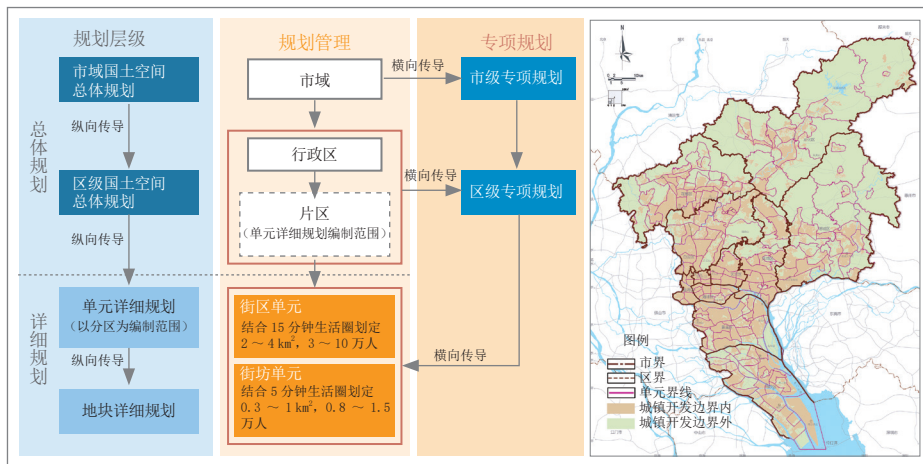 规划层级
规划管理
专项规划
总体规划
详细规划
市域国土空间
总体规划
纵向传导
区级国土空间
总体规划
纵向传导
单元详细规划
(以分区为编制范围)
纵向传导
地块详细规划
市域
横向传导
行政区
片区
(单元详细规划编制范围)
横向传导
街区单元
结合 15 分钟生活圈划定
2 ~ 4 km², 3 ~ 10 万人
街坊单元
结合 5 分钟生活圈划定
0.3 ~ 1 km², 0.8 ~ 1.5
万人
市级专项规划
区级专项规划
横向传导
N
图例
市界
区界
单元界线
城镇开发边界内
城镇开发边界外